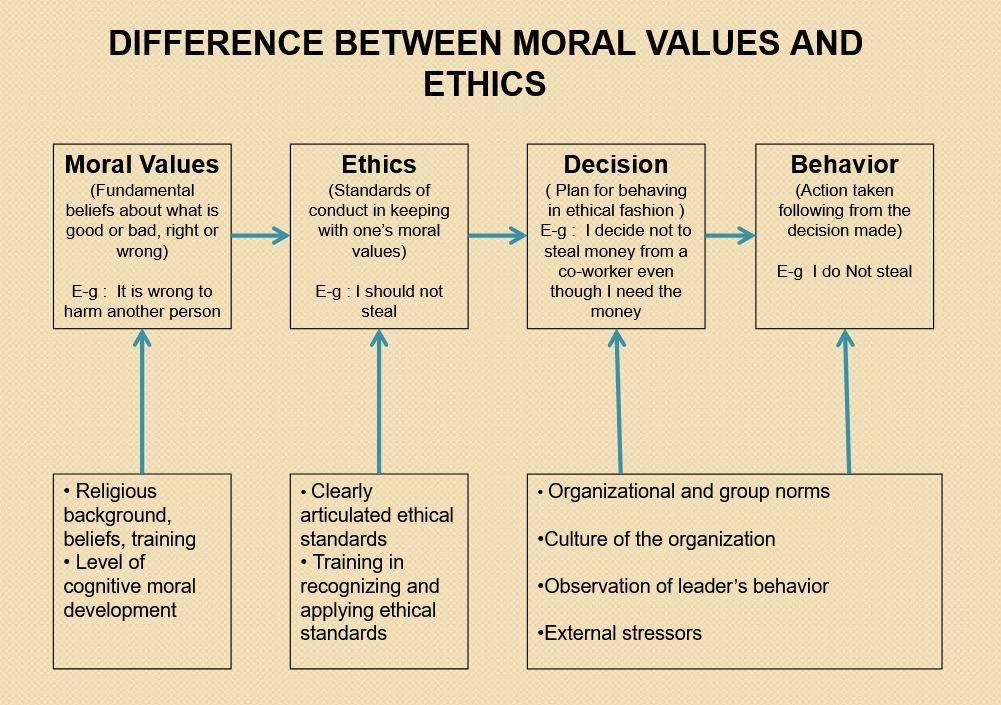 DIFFERENCE BETWEEN MORAL VALUES AND
ETHICS
Moral Values
(Fundamental
beliefs about what is
good or bad, right or
wrong)
E-g :  It is wrong to
harm another person
Ethics
(Standards of
conduct in keeping
with one’s moral
values)
E-g : I should not
steal
Decision
( Plan for behaving
in ethical fashion )
E-g :  I decide not to
steal money from a
co-worker even
though I need the
money
Behavior
(Action taken
following from the
decision made)
E-g  I do Not steal
• Religious
background,
beliefs, training
• Level of
cognitive moral
development
• Clearly
articulated ethical
standards
• Training in
recognizing and
applying ethical
standards
• Organizational and group norms
•Culture of the organization
•Observation of leader’s behavior
•External stressors